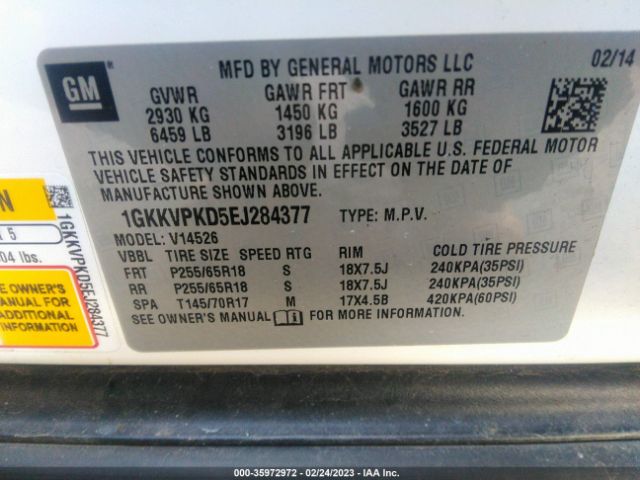 GM
MFD BY GENERAL MOTORS LLC 02/14
GVWR GAWR FRT GAWR RR
2930 KG 1450 KG 1600 KG
6459 LB 3196 LB 3527 LB
THIS VEHICLE CONFORMS TO ALL APPLICABLE U.S. FEDERAL MOTOR
VEHICLE SAFETY STANDARDS IN EFFECT ON THE DATE OF
MANUFACTURE SHOWN ABOVE.
1GKKVPKD5EJ284377 TYPE: M.P.V.
MODEL: V14526
VBBL TIRE SIZE SPEED RTG RIM COLD TIRE PRESSURE
FRT P255/65R18 S 18X7.5J 240KPA(35PSI)
RR P255/65R18 S 18X7.5J 240KPA(35PSI)
SPA T145/70R17 M 17X4.5B 420KPA(60PSI)
SEE OWNER'S MANUAL FOR MORE INFORMATION.
N
5
04 lbs.
SEE OWNER'S
MANUAL FOR
ADDITIONAL
INFORMATION
1GKKVPKD5EJ284377
000-35972972 - 02/24/2023 - IAA Inc.